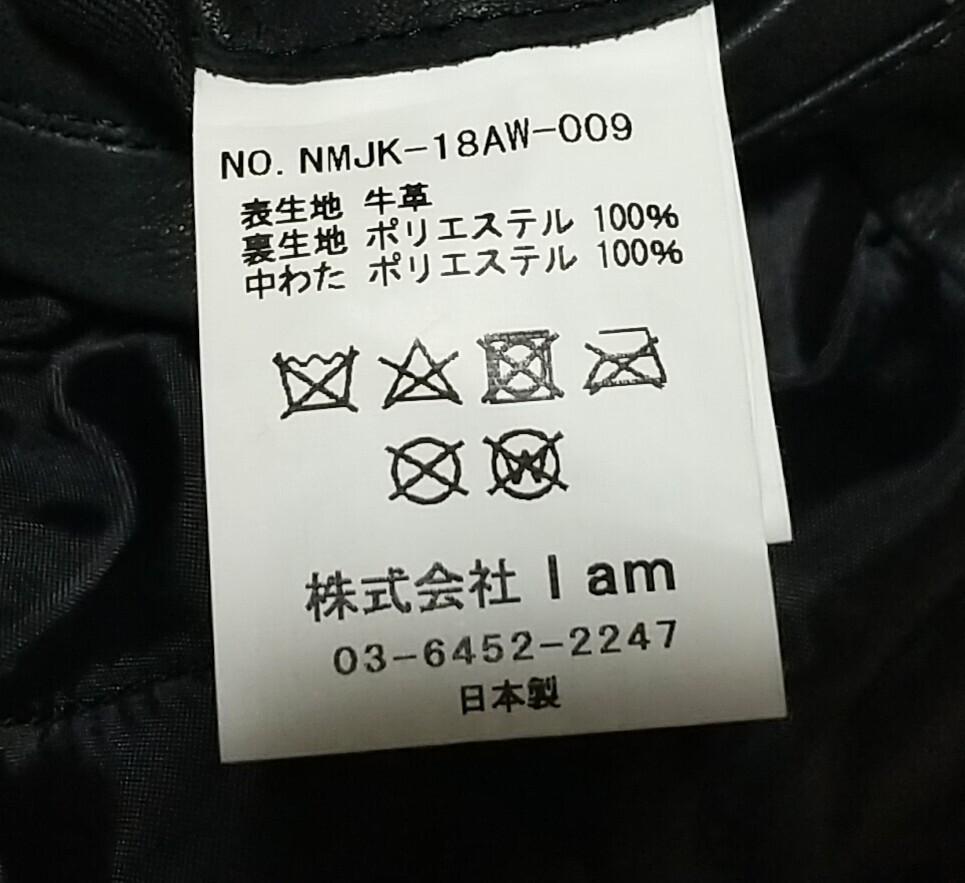 NO. NMJK-18AW-009
表生地 牛革
裏生地 ポリエステル 100%
中わた ポリエステル 100%
W
株式会社 I am
03-6452-2247
日本製